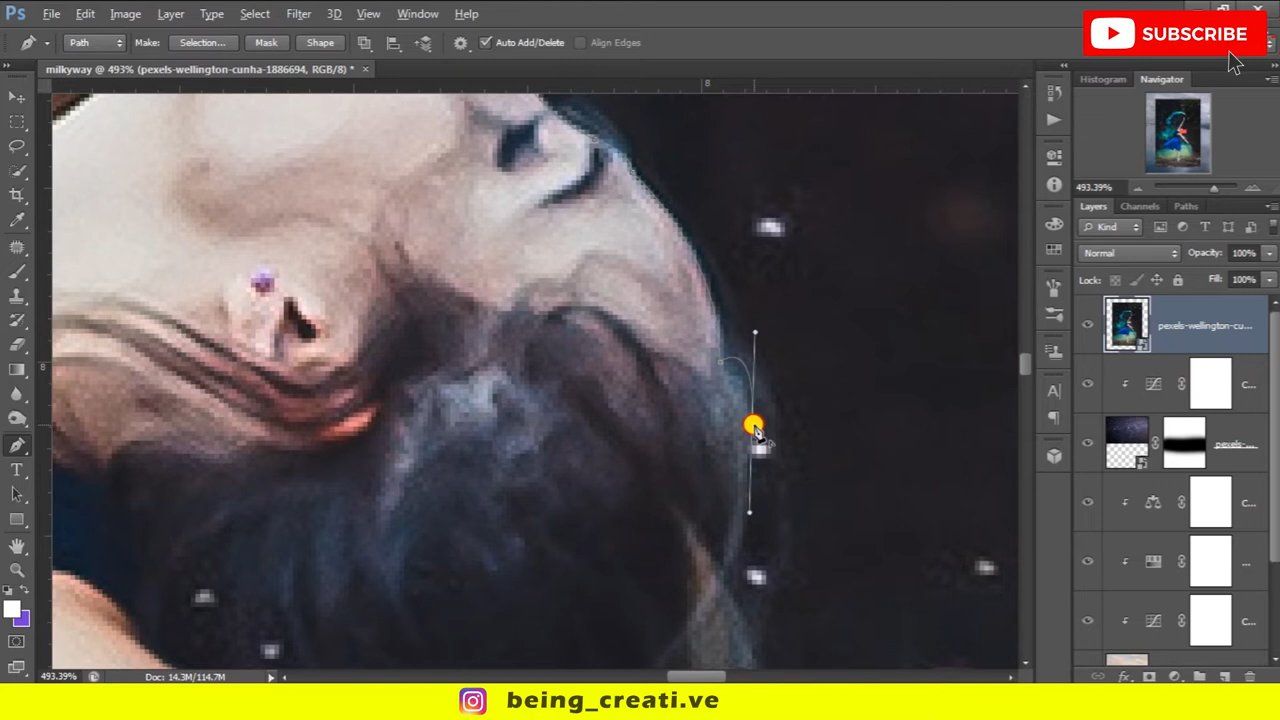 Ps File Edit Image Layer Type Select Filter 3D View Window Help
SUBSCRIBE
Path Make: Selection... Mask Shape Auto Add/Delete Align Edges
milkyway @ 493% (pexels-wellington-cunha-1886694, RGB/8) * ×
Histogram Navigator
8
493.39%
Layers Channels Paths
Kind
Normal Opacity: 100%
Lock: Fill: 100%
pexels-wellington-cu...
8
C...
pexels-...
C...
...
C...
493.39% Doc: 14.3M/114.7M
being_creati.ve